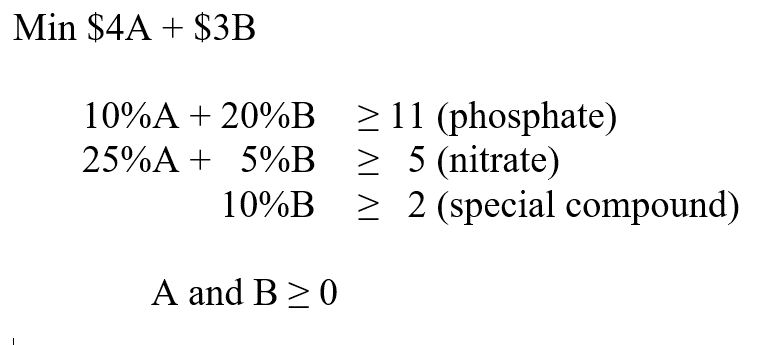 Min $4A + $3B
10%A + 20%B ≥ 11 (phosphate)
25%A + 5%B ≥ 5 (nitrate)
10%B ≥ 2 (special compound)
A and B ≥ 0